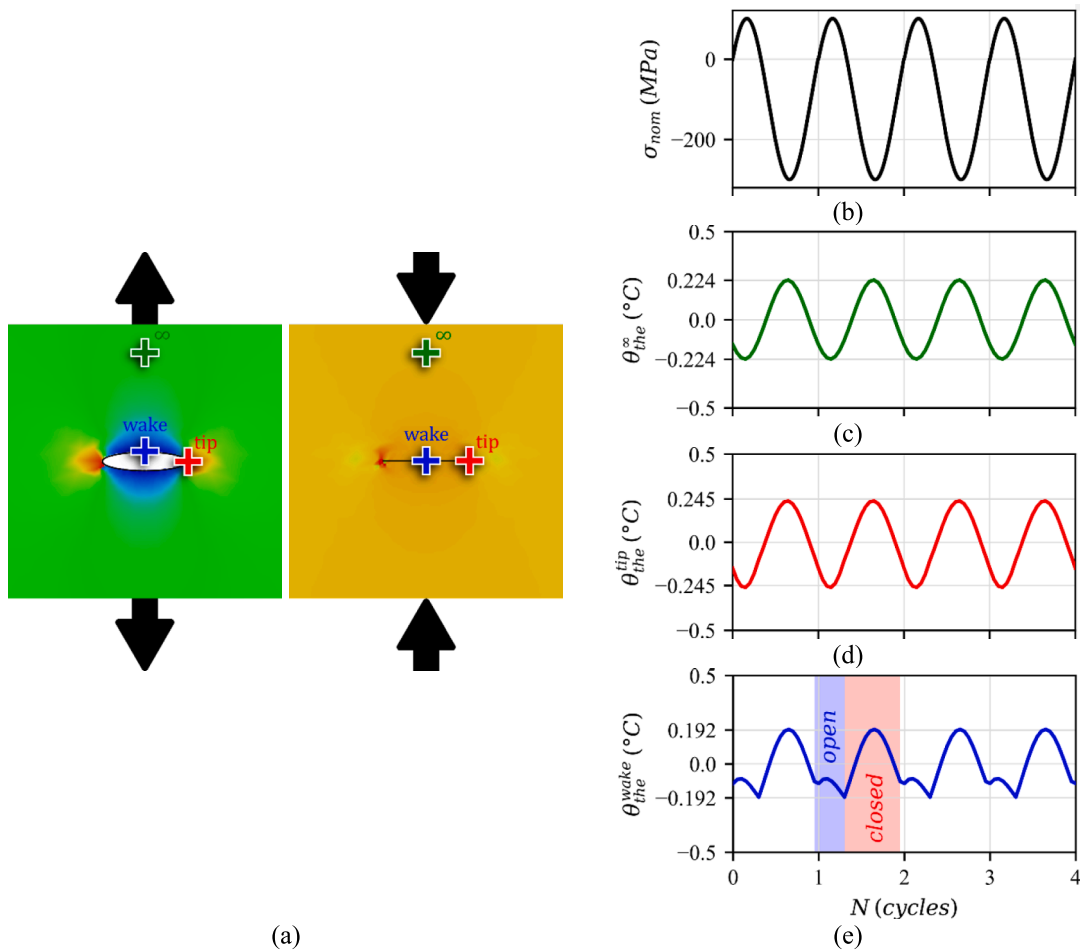 ∞
wake
tip
∞
wake
tip
(a)
0
−200
σnom (MPa)
(b)
0.5
0.224
0.0
−0.224
−0.5
θ∞the (°C)
(c)
0.5
0.245
0.0
−0.245
−0.5
θtipthe (°C)
(d)
0.5
0.192
0.0
−0.192
−0.5
θwakethe (°C)
open
closed
0 1 2 3 4
N (cycles)
(e)